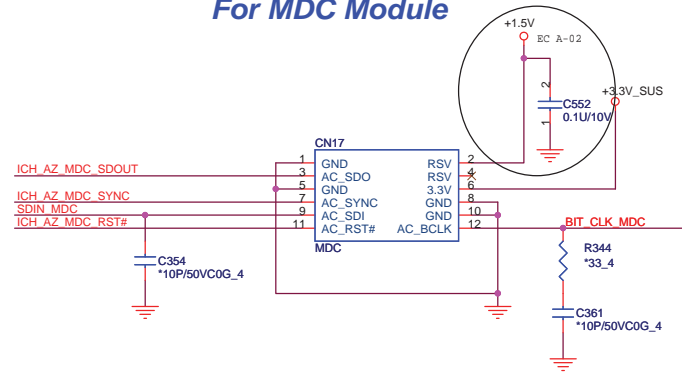 For MDC Module
+1.5V
EC A-02
+3.3V_SUS
2
C552
0.1U/10V
1
CN17
1 GND RSV 2
ICH_AZ_MDC_SDOUT 3 AC_SDO RSV 4
5 GND 3.3V 6
ICH_AZ_MDC_SYNC 7 AC_SYNC GND 8
SDIN_MDC 9 AC_SDI GND 10
ICH_AZ_MDC_RST# 11 AC_RST# AC_BCLK 12 BIT_CLK_MDC
MDC
R344
*33_4
C354
*10P/50VC0G_4
C361
*10P/50VC0G_4